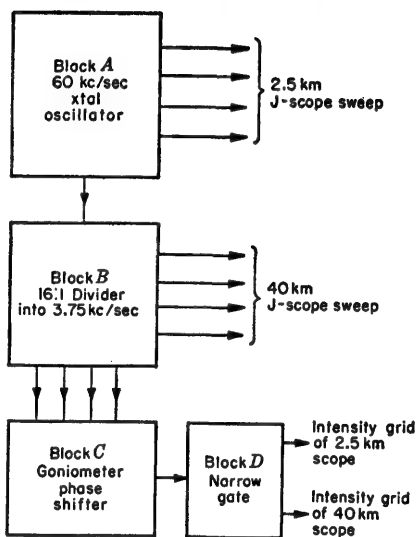 Block A
60 kc/sec
xtal
oscillator
2.5 km
J-scope sweep
Block B
16:1 Divider
into 3.75 kc/sec
40 km
J-scope sweep
Block C
Goniometer
phase
shifter
Block D
Narrow
gate
Intensity grid
of 2.5 km
scope
Intensity grid
of 40 km
scope